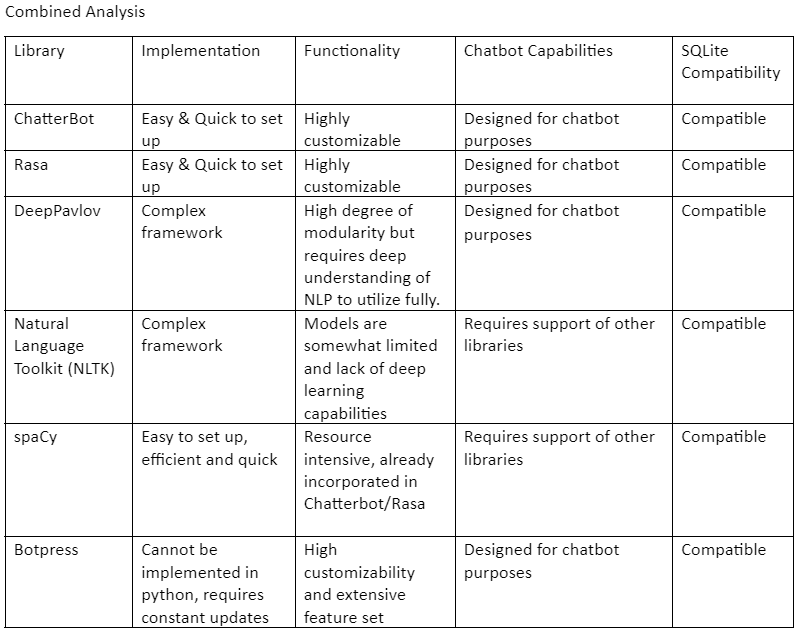 Combined Analysis
Library
Implementation
Functionality
Chatbot Capabilities
SQLite
Compatibility
ChatterBot
Easy & Quick to set
up
Highly
customizable
Designed for chatbot
purposes
Compatible
Rasa
Easy & Quick to set
up
Highly
customizable
Designed for chatbot
purposes
Compatible
DeepPavlov
Complex
framework
High degree of
modularity but
requires deep
understanding of
NLP to utilize fully.
Designed for chatbot
purposes
Compatible
Natural
Language
Toolkit (NLTK)
Complex
framework
Models are
somewhat limited
and lack of deep
learning
capabilities
Requires support of other
libraries
Compatible
spaCy
Easy to set up,
efficient and quick
Resource
intensive, already
incorporated in
Chatterbot/Rasa
Requires support of other
libraries
Compatible
Botpress
Cannot be
implemented in
python, requires
constant updates
High
customizability
and extensive
feature set
Designed for chatbot
purposes
Compatible